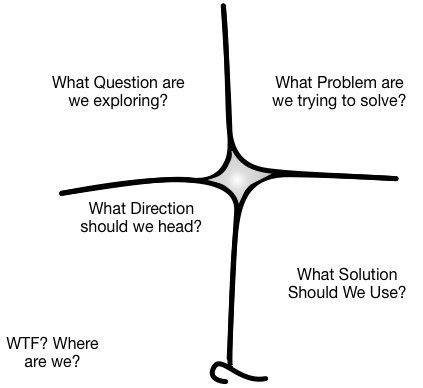 What Question are
we exploring?
What Problem are
we trying to solve?
What Direction
should we head?
What Solution
Should We Use?
WTF? Where
are we?